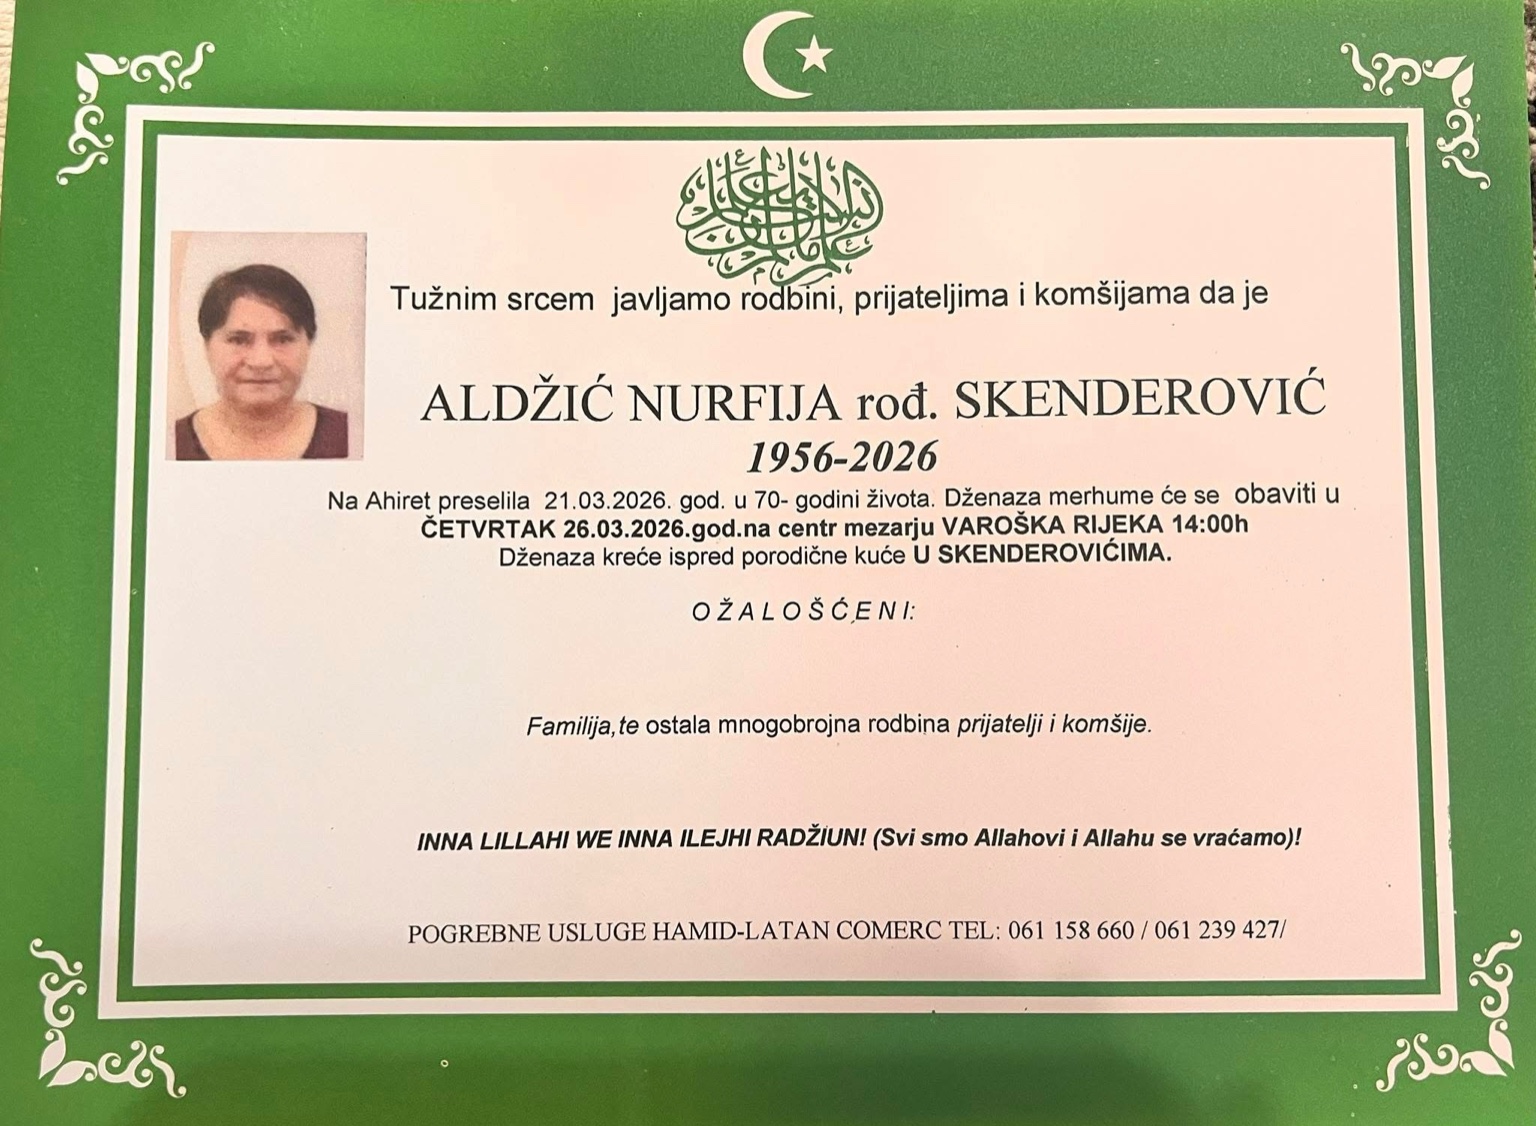 Tužnim srcem javljamo rodbini, prijateljima i komšijama da je
ALDŽIĆ NURFIJA rođ. SKENDEROVIĆ
1956-2026
Na Ahiret preselila 21.03.2026. god. u 70- godini života. Dženaza merhume će se obaviti u
ČETVRTAK 26.03.2026.god.na centr mezarju VAROŠKA RIJEKA 14:00h
Dženaza kreće ispred porodične kuće U SKENDEROVIĆIMA.
O Ž A L O Š Ć E N I:
Familija,te ostala mnogobrojna rodbina prijatelji i komšije.
INNA LILLAHI WE INNA ILEJHI RADŽIUN! (Svi smo Allahovi i Allahu se vraćamo)!
POGREBNE USLUGE HAMID-LATAN COMERC TEL: 061 158 660 / 061 239 427/